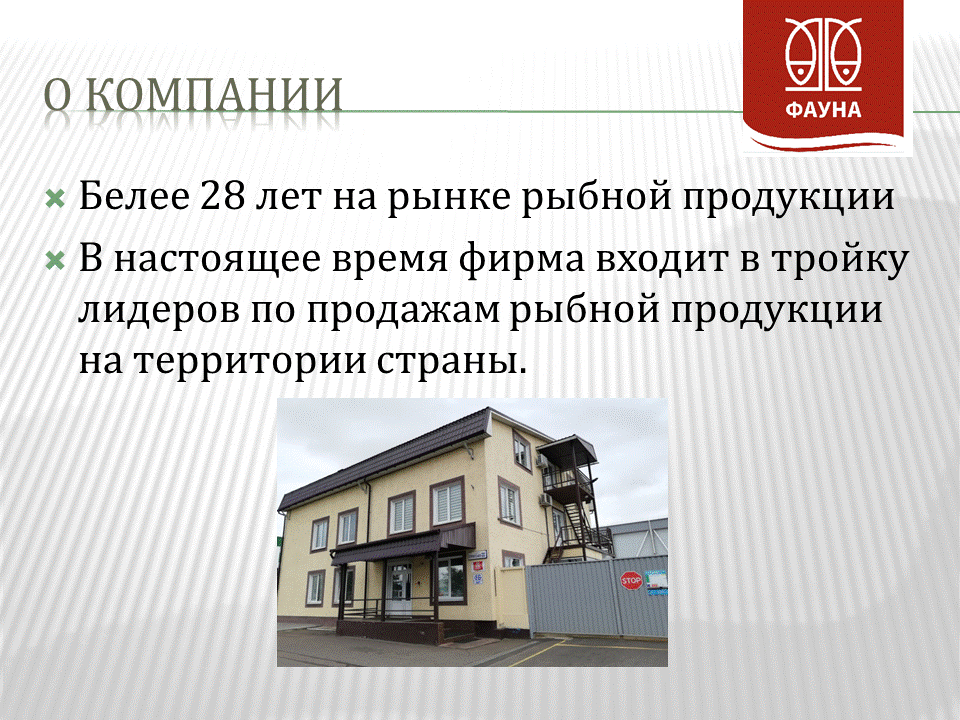 О КОМПАНИИ
ФАУНА
Белее 28 лет на рынке рыбной продукции
В настоящее время фирма входит в тройку
лидеров по продажам рыбной продукции
на территории страны.
STOP